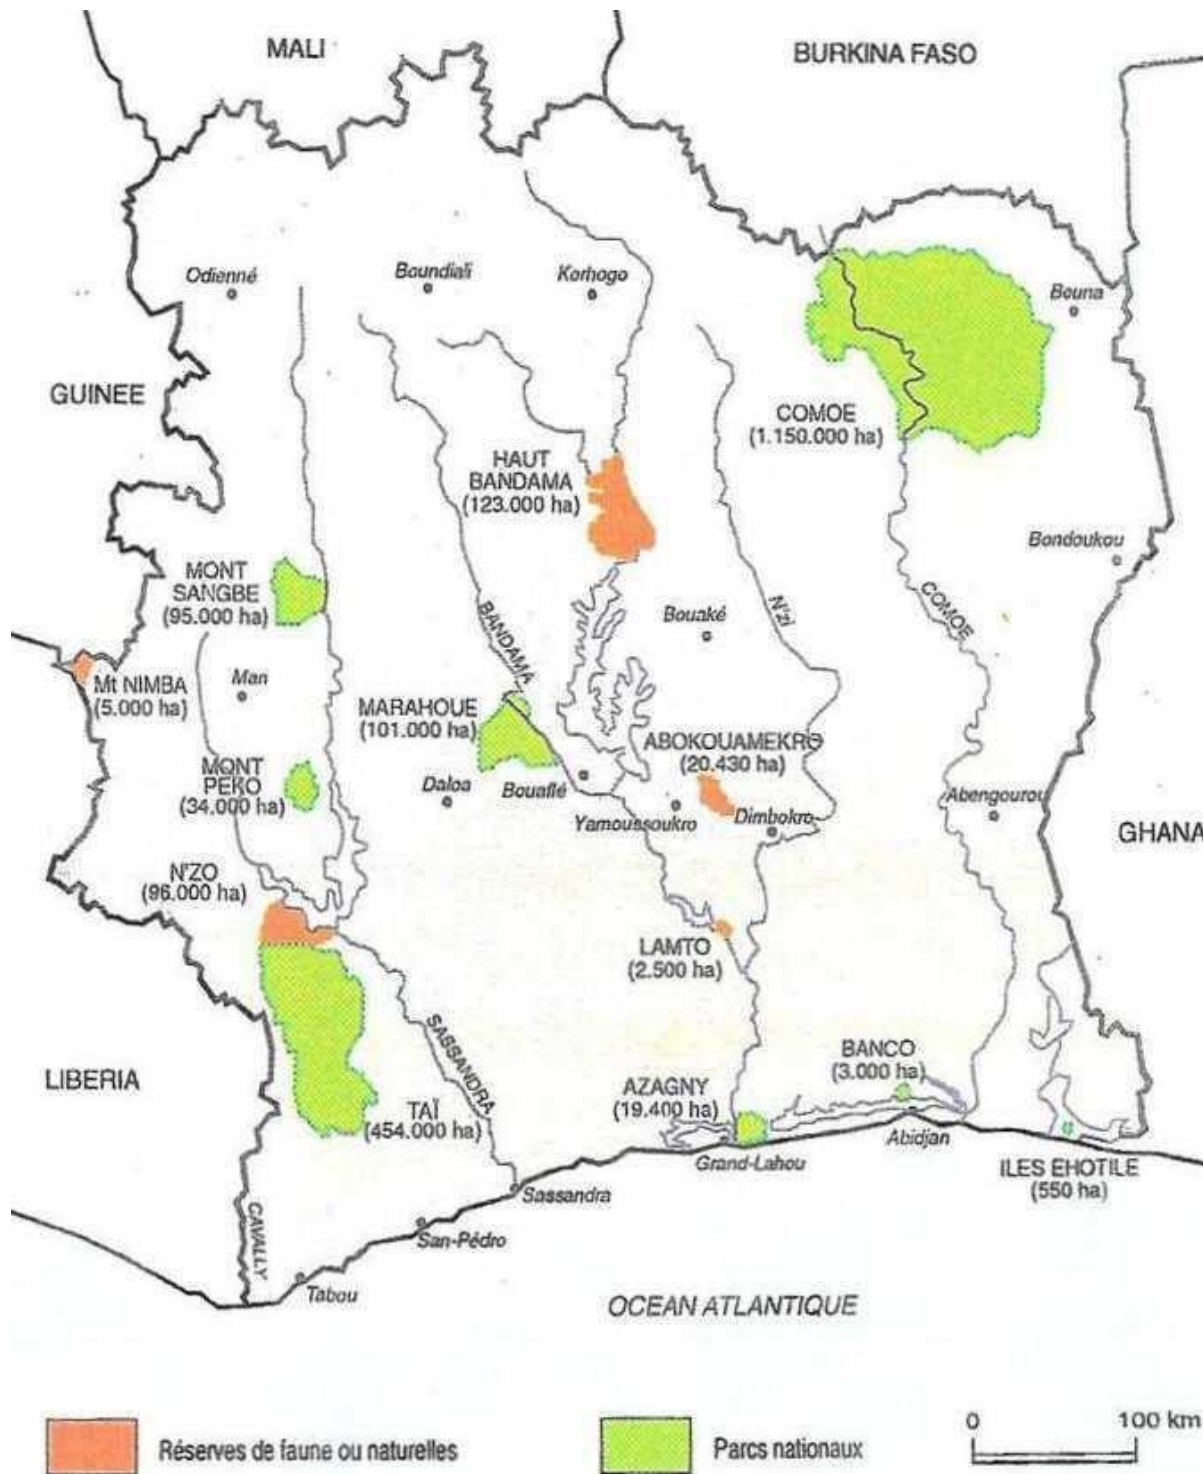 MALI
BURKINA FASO
Odienné
Boundiali
Korhogo
Bouna
GUINEE
COMOE
(1.150.000 ha)
HAUT
BANDAMA
(123.000 ha)
Bondoukou
MONT
SANGBE
(95.000 ha)
BANDAMA
Bouaké
N'zi
COMOE
Mt NIMBA
(5.000 ha)
Man
MARAHOUE
(101.000 ha)
ABOKOUAMEKRO
(20.430 ha)
MONT
PEKO
(34.000 ha)
Daloa
Bouaflé
Yamoussoukro
Dimbokro
Abengourou
GHANA
N'ZO
(96.000 ha)
LAMTO
(2.500 ha)
SASSANDRA
BANCO
(3.000 ha)
LIBERIA
TAÏ
(454.000 ha)
AZAGNY
(19.400 ha)
Abidjan
Grand-Lahou
ILES EHOTILE
(550 ha)
Sassandra
CAVALLY
San-Pédro
Tabou
OCEAN ATLANTIQUE
Réserves de faune ou naturelles
Parcs nationaux
0 100 km